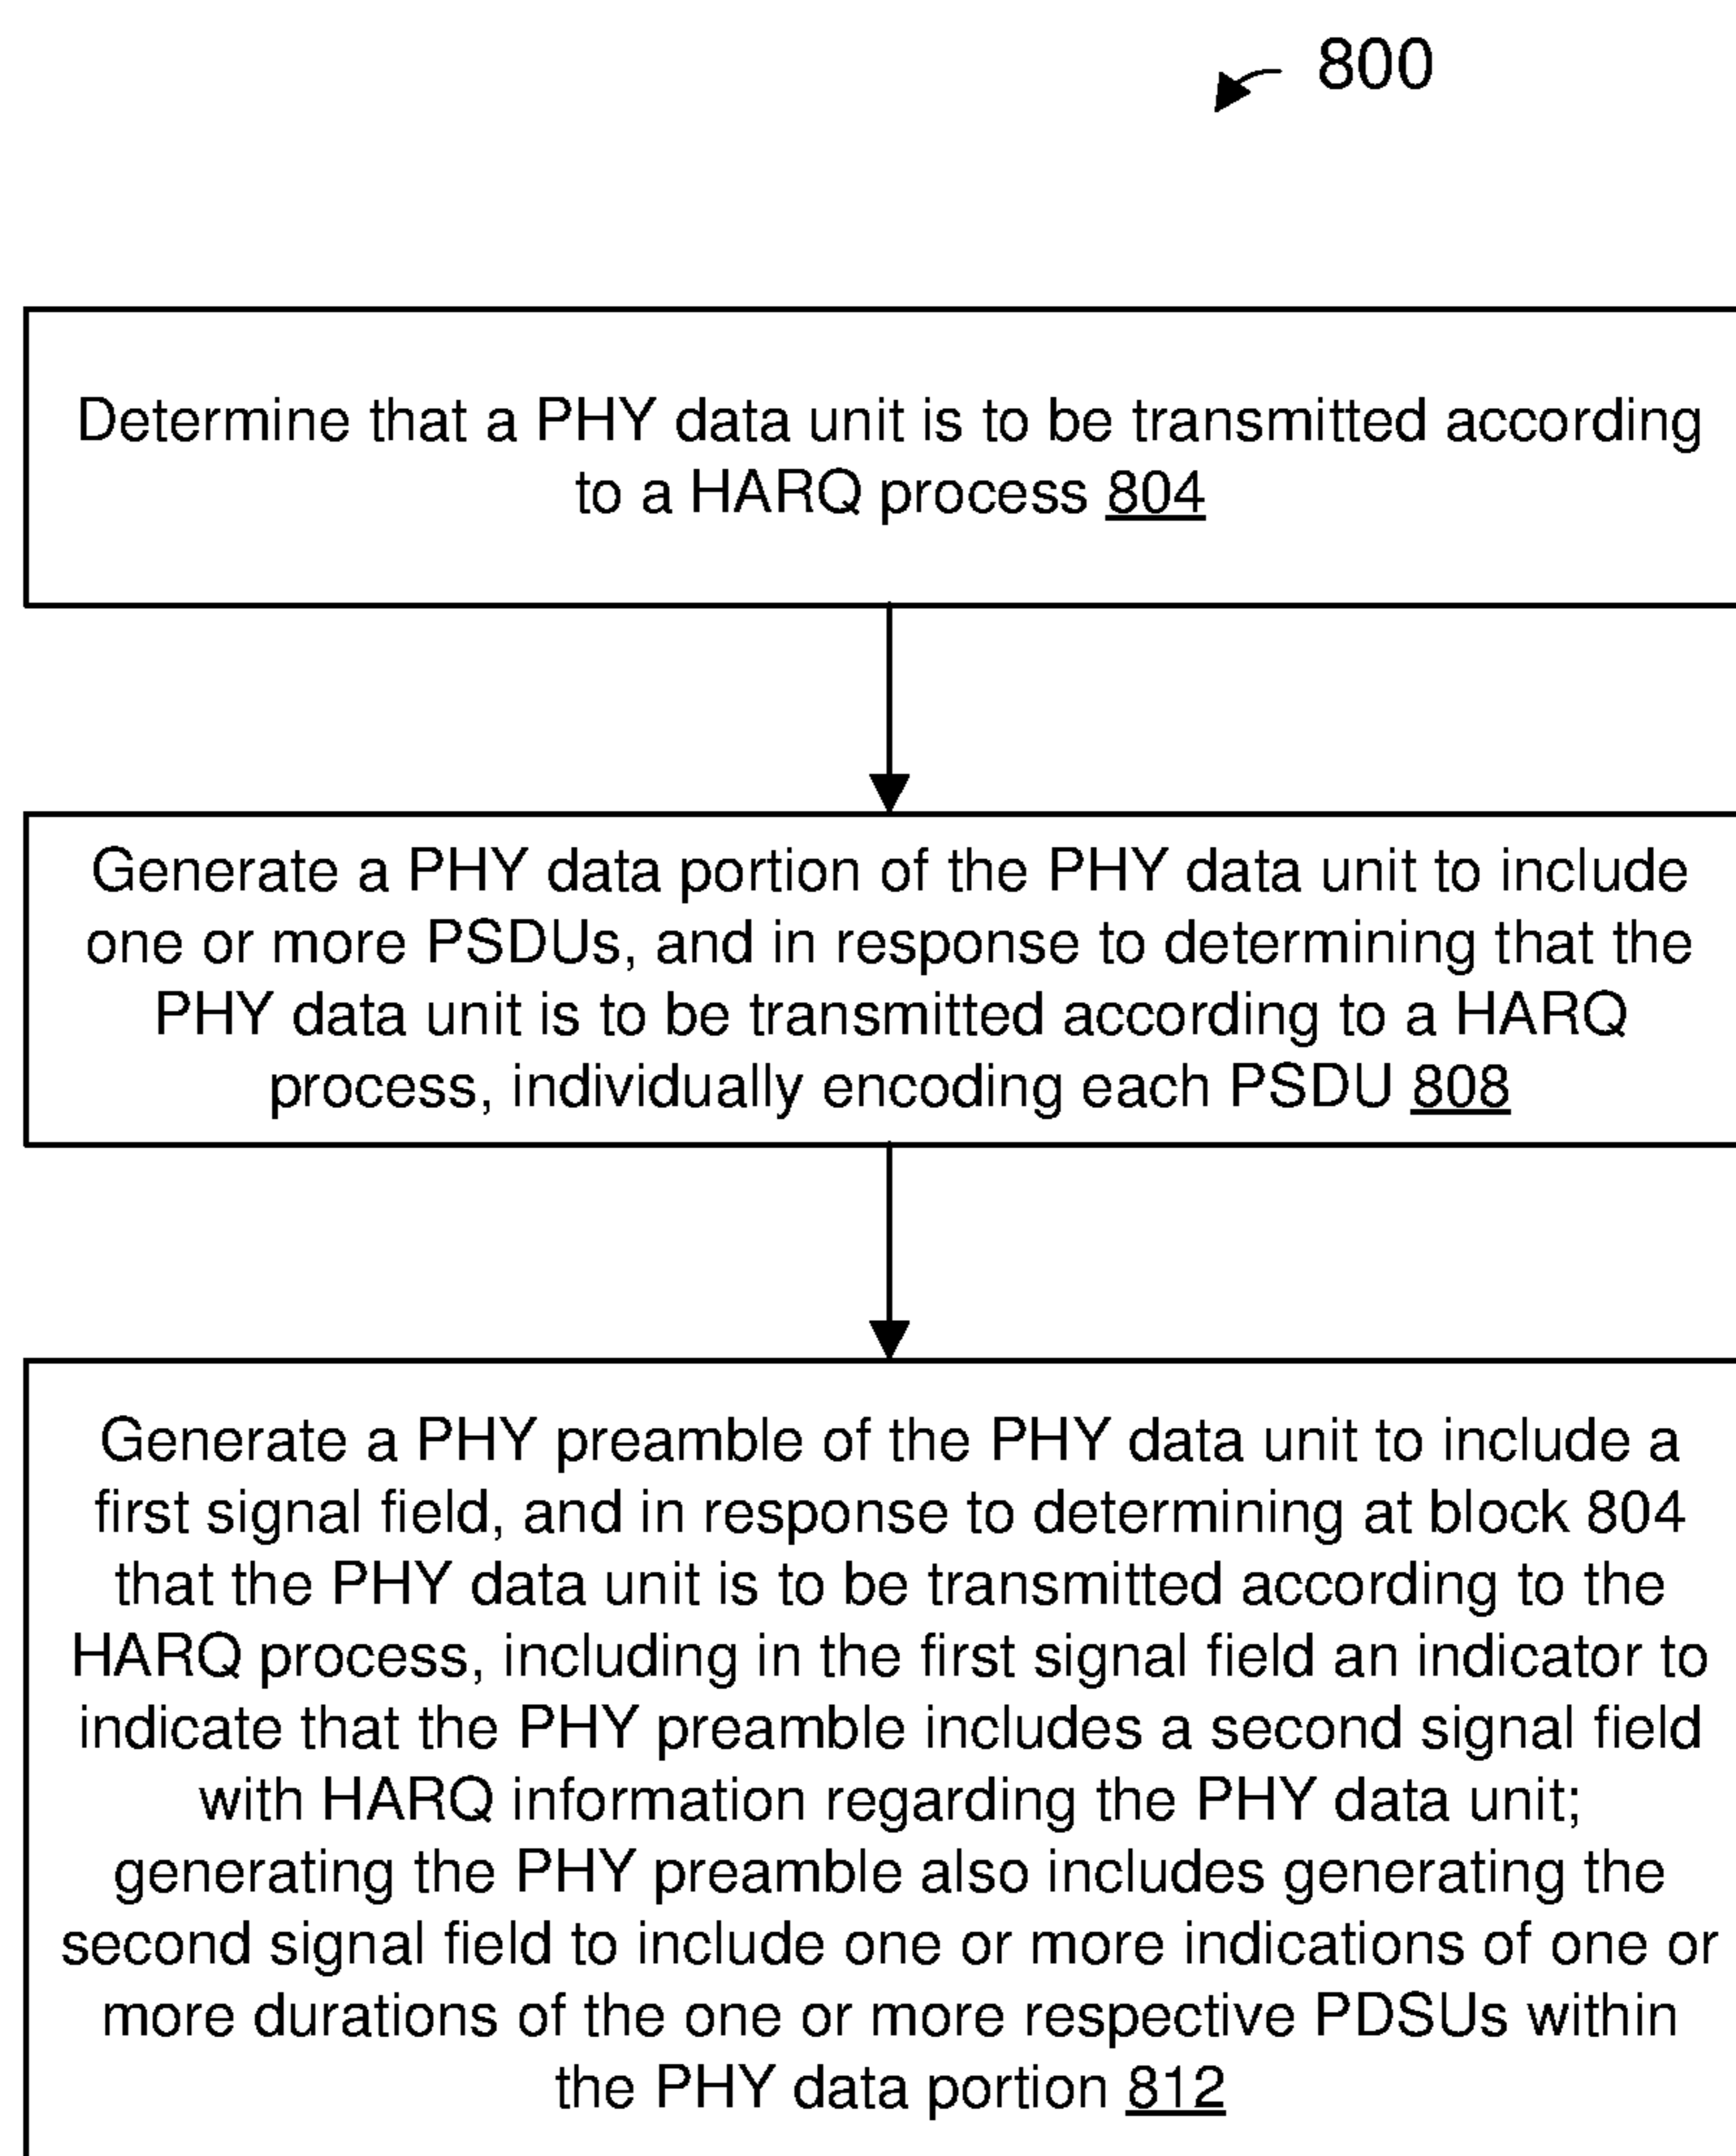 800
Determine that a PHY data unit is to be transmitted according
to a HARQ process 804
Generate a PHY data portion of the PHY data unit to include
one or more PSDUs, and in response to determining that the
PHY data unit is to be transmitted according to a HARQ
process, individually encoding each PSDU 808
Generate a PHY preamble of the PHY data unit to include a
first signal field, and in response to determining at block 804
that the PHY data unit is to be transmitted according to the
HARQ process, including in the first signal field an indicator to
indicate that the PHY preamble includes a second signal field
with HARQ information regarding the PHY data unit;
generating the PHY preamble also includes generating the
second signal field to include one or more indications of one or
more durations of the one or more respective PDSUs within
the PHY data portion 812